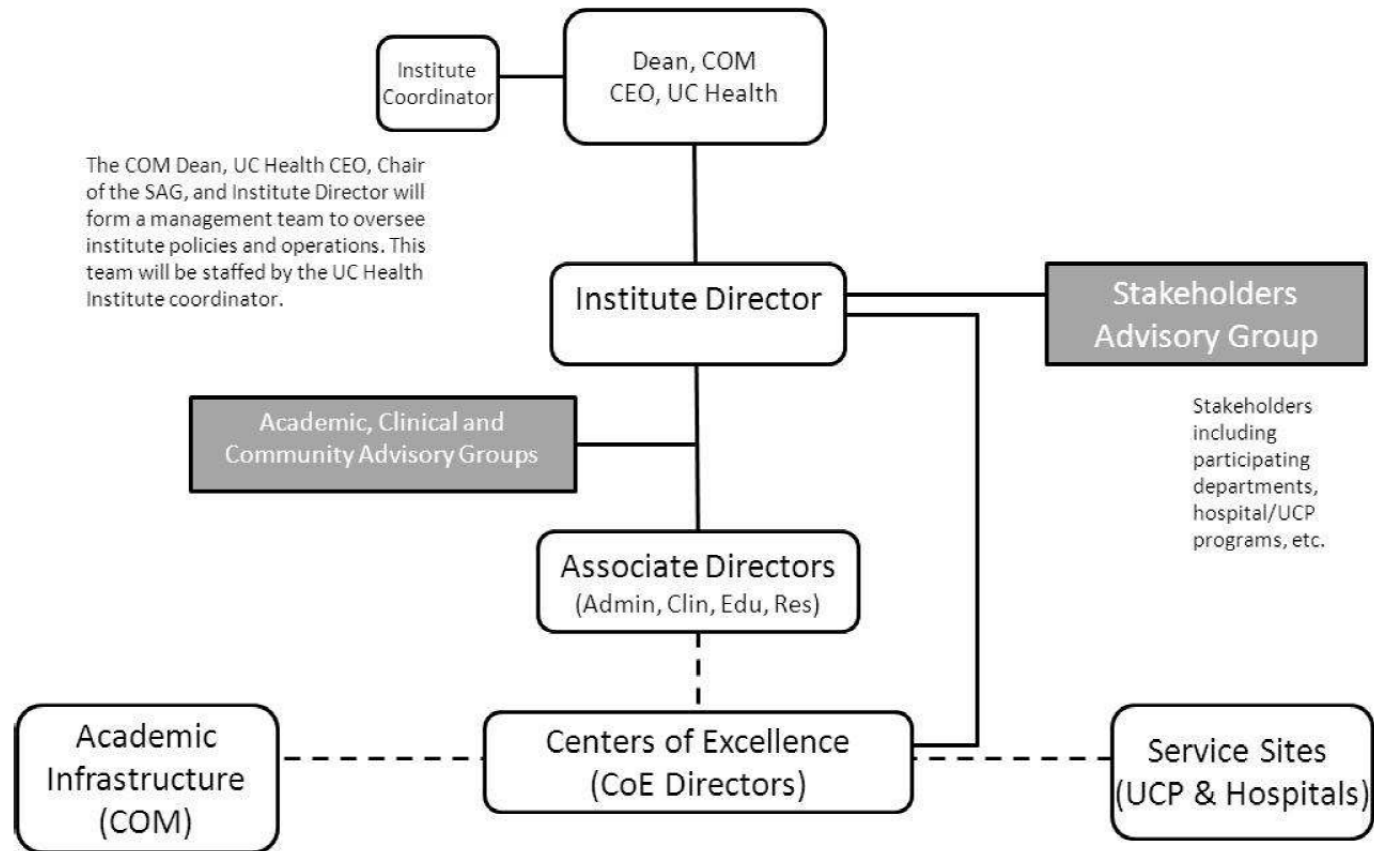 Institute
Coordinator
Dean, COM
CEO, UC Health
The COM Dean, UC Health CEO, Chair
of the SAG, and Institute Director will
form a management team to oversee
institute policies and operations. This
team will be staffed by the UC Health
Institute coordinator.
Institute Director
Stakeholders
Advisory Group
Academic, Clinical and
Community Advisory Groups
Stakeholders
including
participating
departments,
hospital/UCP
programs, etc.
Associate Directors
(Admin, Clin, Edu, Res)
Academic
Infrastructure
(COM)
Centers of Excellence
(CoE Directors)
Service Sites
(UCP & Hospitals)